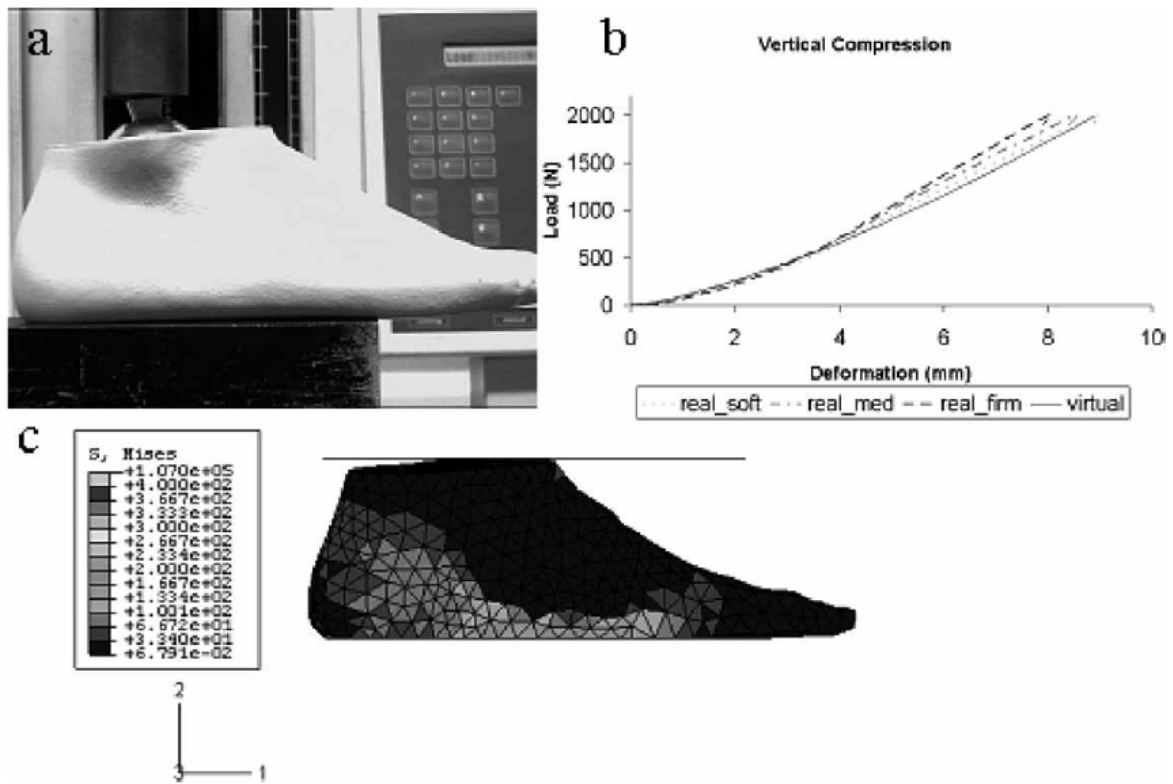 a
b
Vertical Compression
Load (N)
2000
1500
1000
500
0
0 2 4 6 8 10
Deformation (mm)
real_soft real_med real_firm virtual
c
S, Mises
+1.070e+05
+4.000e+02
+3.667e+02
+3.333e+02
+3.000e+02
+2.667e+02
+2.334e+02
+2.000e+02
+1.667e+02
+1.334e+02
+1.001e+02
+6.672e+01
+3.340e+01
+6.791e-02
2
3 1